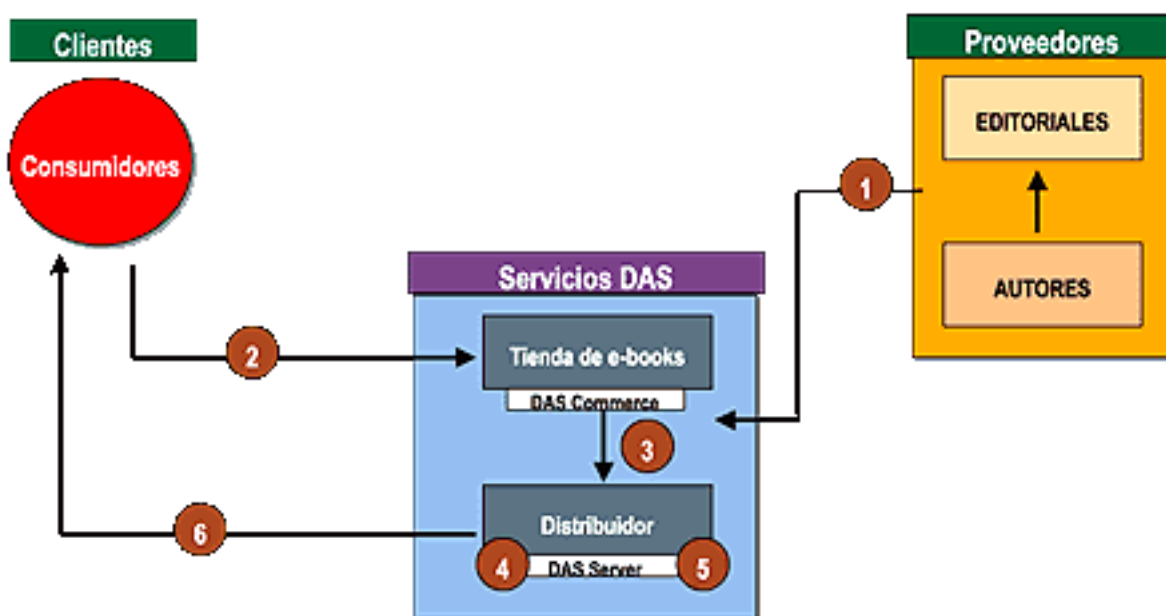 Clientes
Consumidores
Proveedores
EDITORIALES
AUTORES
1
Servicios DAS
Tienda de e-books
DAS Commerce
2
3
Distribuidor
DAS Server
4
5
6